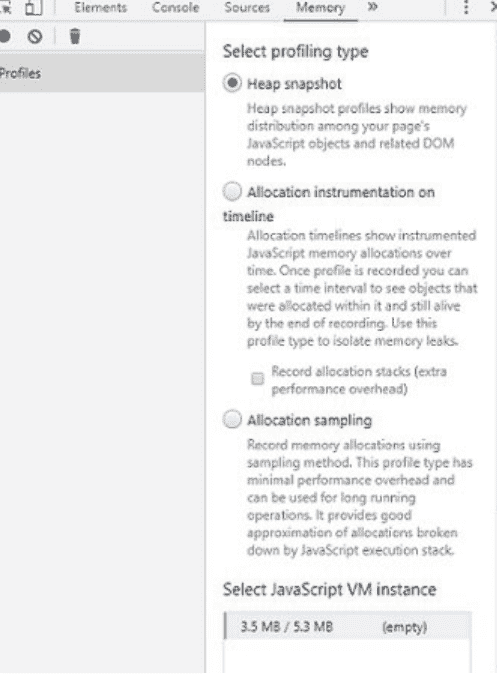 Elements Console Sources Memory »
Profiles
Select profiling type
Heap snapshot
Heap snapshot profiles show memory
distribution among your page's
JavaScript objects and related DOM
nodes.
Allocation instrumentation on
timeline
Allocation timelines show instrumented
JavaScript memory allocations over
time. Once profile is recorded you can
select a time interval to see objects that
were allocated within it and still alive
by the end of recording. Use this
profile type to isolate memory leaks.
Record allocation stacks (extra
performance overhead)
Allocation sampling
Record memory allocations using
sampling method. This profile type has
minimal performance overhead and
can be used for long running
operations. It provides good
approximation of allocations broken
down by JavaScript execution stack.
Select JavaScript VM instance
3.5 MB / 5.3 MB (empty)